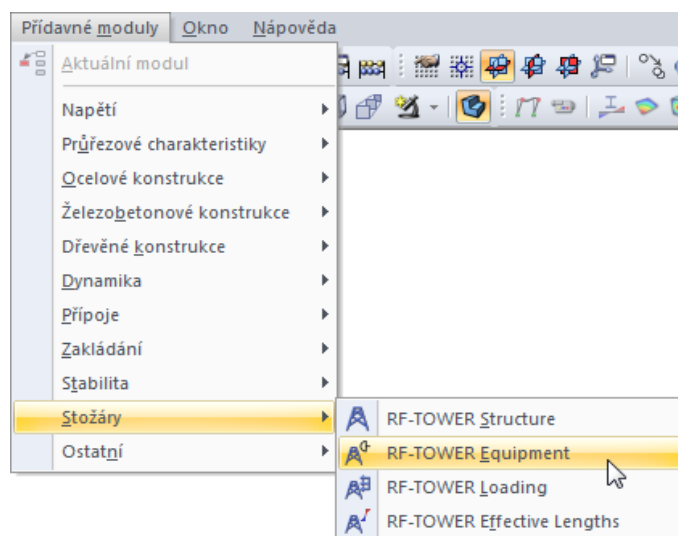 Přídavné moduly Okno Nápověda
Aktuální modul
Napětí
Průřezové charakteristiky
Ocelové konstrukce
Železobetonové konstrukce
Dřevěné konstrukce
Dynamika
Přípoje
Zakládání
Stabilita
Stožáry
Ostatní
RF-TOWER Structure
RF-TOWER Equipment
RF-TOWER Loading
RF-TOWER Effective Lengths